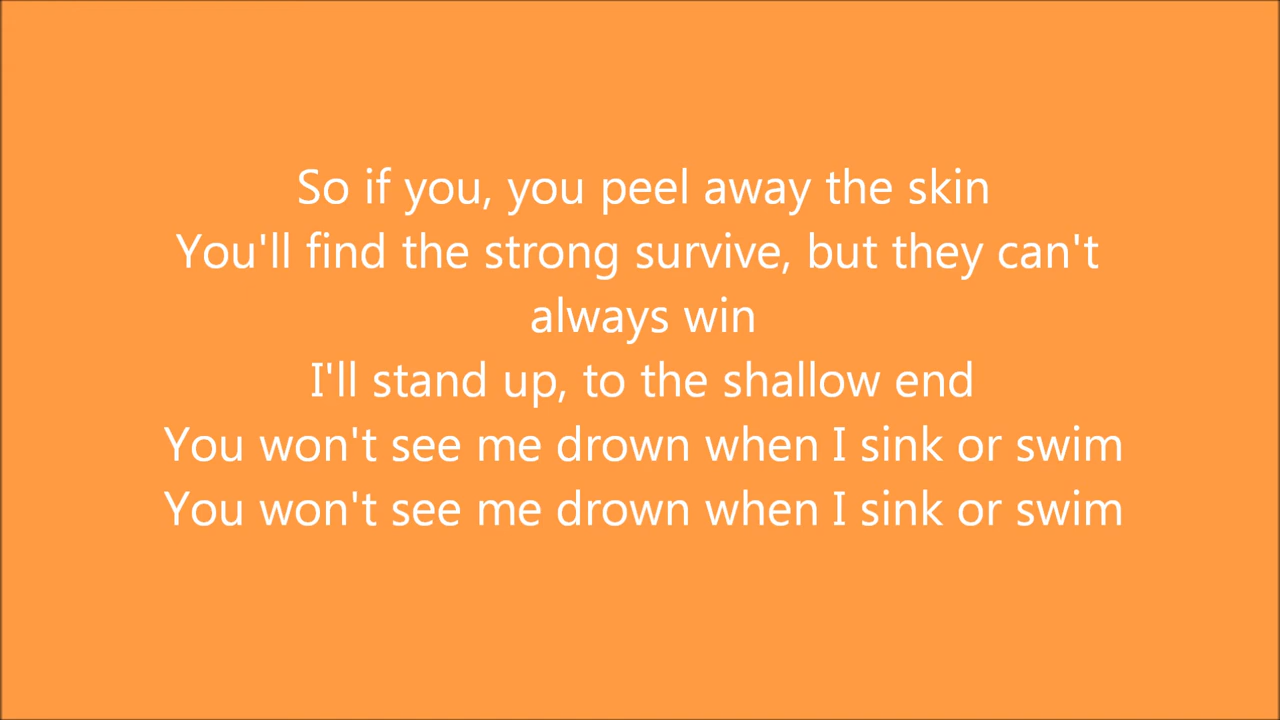 So if you, you peel away the skin
You'll find the strong survive, but they can't
always win
I'll stand up, to the shallow end
You won't see me drown when I sink or swim
You won't see me drown when I sink or swim